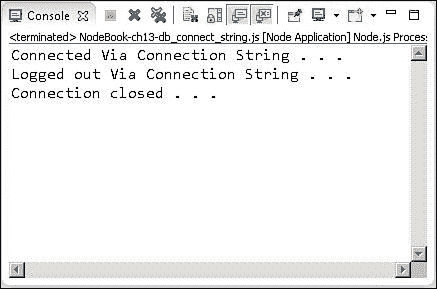 Console
<terminated> NodeBook-ch13-db_connect_string.js [Node Application] Node.js Process
Connected Via Connection String . . .
Logged out Via Connection String . . .
Connection closed . . .